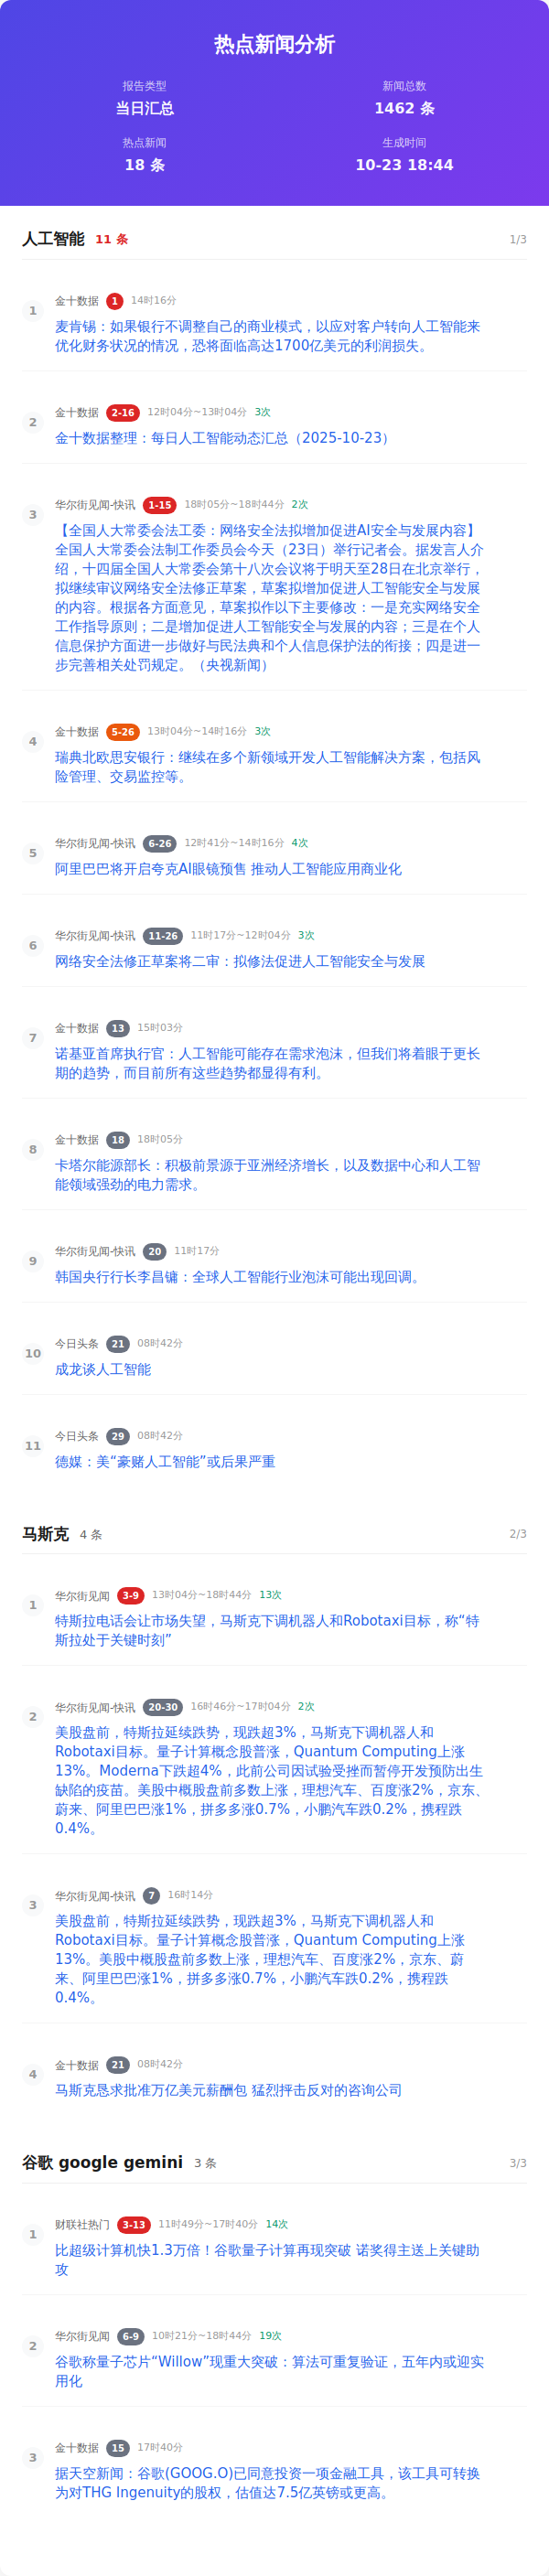 热点新闻分析
报告类型
当日汇总
新闻总数
1462 条
热点新闻
18 条
生成时间
10-23 18:44
人工智能 11 条 1/3
1 金十数据 1 14时16分
麦肯锡：如果银行不调整自己的商业模式，以应对客户转向人工智能来
优化财务状况的情况，恐将面临高达1700亿美元的利润损失。
2 金十数据 2-16 12时04分~13时04分 3次
金十数据整理：每日人工智能动态汇总（2025-10-23）
3 华尔街见闻-快讯 1-15 18时05分~18时44分 2次
【全国人大常委会法工委：网络安全法拟增加促进AI安全与发展内容】
全国人大常委会法制工作委员会今天（23日）举行记者会。据发言人介
绍，十四届全国人大常委会第十八次会议将于明天至28日在北京举行，
拟继续审议网络安全法修正草案，草案拟增加促进人工智能安全与发展
的内容。根据各方面意见，草案拟作以下主要修改：一是充实网络安全
工作指导原则；二是增加促进人工智能安全与发展的内容；三是在个人
信息保护方面进一步做好与民法典和个人信息保护法的衔接；四是进一
步完善相关处罚规定。（央视新闻）
4 金十数据 5-26 13时04分~14时16分 3次
瑞典北欧思安银行：继续在多个新领域开发人工智能解决方案，包括风
险管理、交易监控等。
5 华尔街见闻-快讯 6-26 12时41分~14时16分 4次
阿里巴巴将开启夸克AI眼镜预售 推动人工智能应用商业化
6 华尔街见闻-快讯 11-26 11时17分~12时04分 3次
网络安全法修正草案将二审：拟修法促进人工智能安全与发展
7 金十数据 13 15时03分
诺基亚首席执行官：人工智能可能存在需求泡沫，但我们将着眼于更长
期的趋势，而目前所有这些趋势都显得有利。
8 金十数据 18 18时05分
卡塔尔能源部长：积极前景源于亚洲经济增长，以及数据中心和人工智
能领域强劲的电力需求。
9 华尔街见闻-快讯 20 11时17分
韩国央行行长李昌镛：全球人工智能行业泡沫可能出现回调。
10 今日头条 21 08时42分
成龙谈人工智能
11 今日头条 29 08时42分
德媒：美“豪赌人工智能”或后果严重
马斯克 4 条 2/3
1 华尔街见闻 3-9 13时04分~18时44分 13次
特斯拉电话会让市场失望，马斯克下调机器人和Robotaxi目标，称“特
斯拉处于关键时刻”
2 华尔街见闻-快讯 20-30 16时46分~17时04分 2次
美股盘前，特斯拉延续跌势，现跌超3%，马斯克下调机器人和
Robotaxi目标。量子计算概念股普涨，Quantum Computing上涨
13%。Moderna下跌超4%，此前公司因试验受挫而暂停开发预防出生
缺陷的疫苗。美股中概股盘前多数上涨，理想汽车、百度涨2%，京东、
蔚来、阿里巴巴涨1%，拼多多涨0.7%，小鹏汽车跌0.2%，携程跌
0.4%。
3 华尔街见闻-快讯 7 16时14分
美股盘前，特斯拉延续跌势，现跌超3%，马斯克下调机器人和
Robotaxi目标。量子计算概念股普涨，Quantum Computing上涨
13%。美股中概股盘前多数上涨，理想汽车、百度涨2%，京东、蔚
来、阿里巴巴涨1%，拼多多涨0.7%，小鹏汽车跌0.2%，携程跌
0.4%。
4 金十数据 21 08时42分
马斯克恳求批准万亿美元薪酬包 猛烈抨击反对的咨询公司
谷歌 google gemini 3 条 3/3
1 财联社热门 3-13 11时49分~17时40分 14次
比超级计算机快1.3万倍！谷歌量子计算再现突破 诺奖得主送上关键助
攻
2 华尔街见闻 6-9 10时21分~18时44分 19次
谷歌称量子芯片“Willow”现重大突破：算法可重复验证，五年内或迎实
用化
3 金十数据 15 17时40分
据天空新闻：谷歌(GOOG.O)已同意投资一项金融工具，该工具可转换
为对THG Ingenuity的股权，估值达7.5亿英镑或更高。